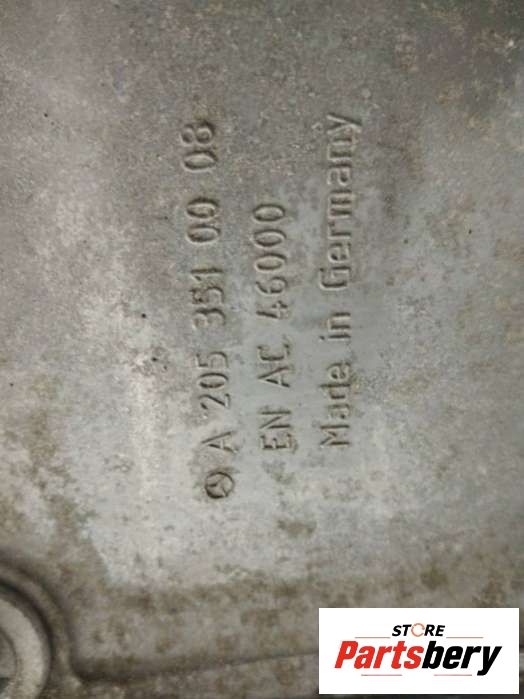 A 205 351 00 08
EN AC 46000
Made in Germany
STORE
Partsbery